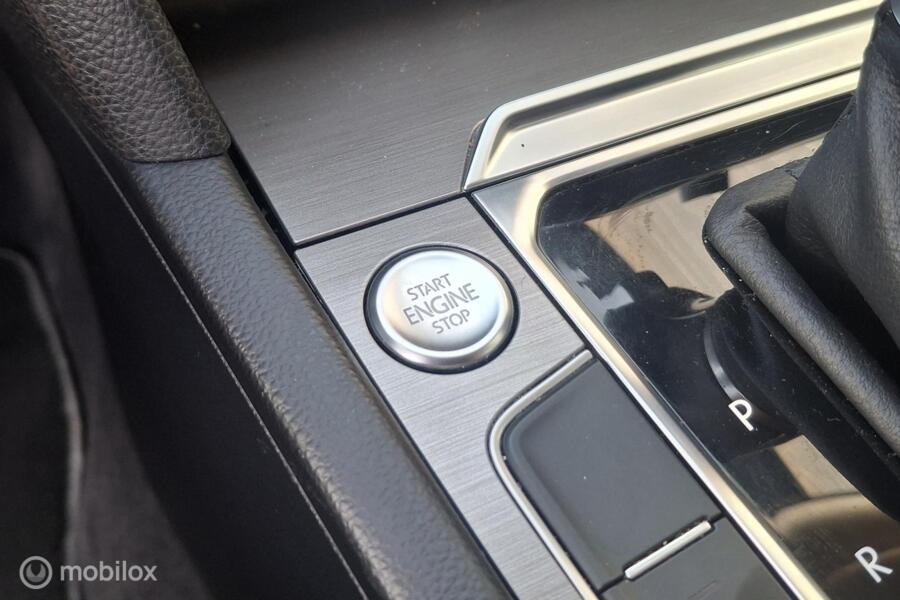 START
ENGINE
STOP
P
R
mobilox